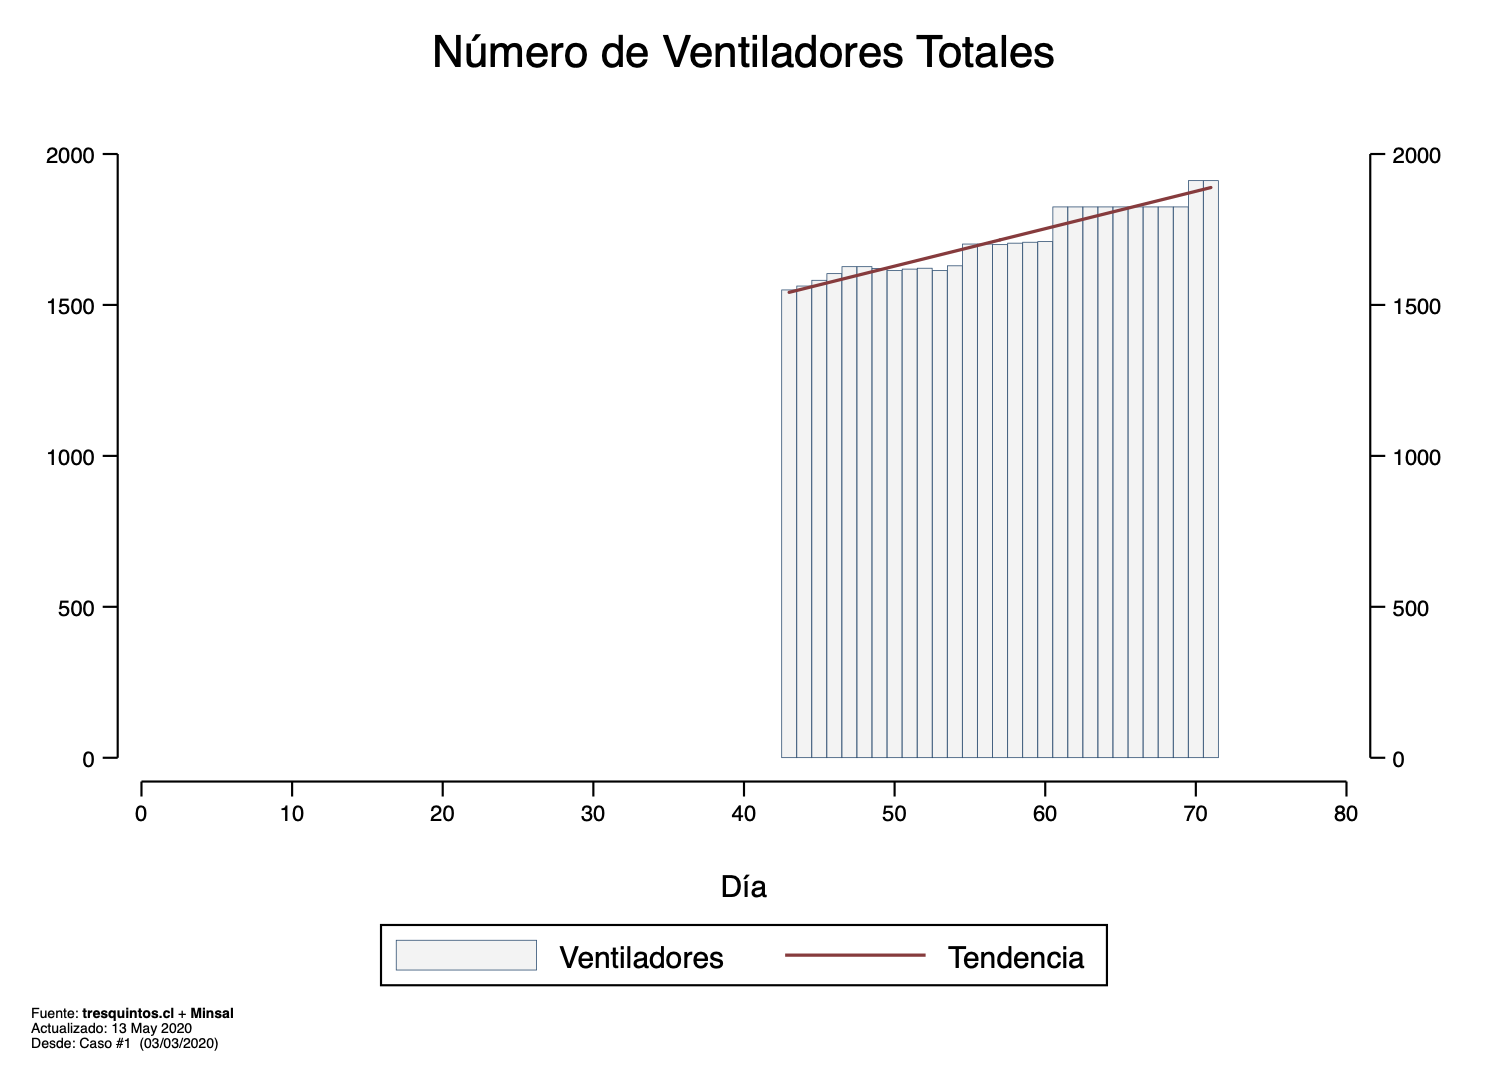 Número de Ventiladores Totales
2000
2000
1500
1500
1000
1000
500
500
0
0
0 10 20 30 40 50 60 70 80
Día
Ventiladores Tendencia
Fuente: tresquintos.cl + Minsal
Actualizado: 13 May 2020
Desde: Caso #1 (03/03/2020)